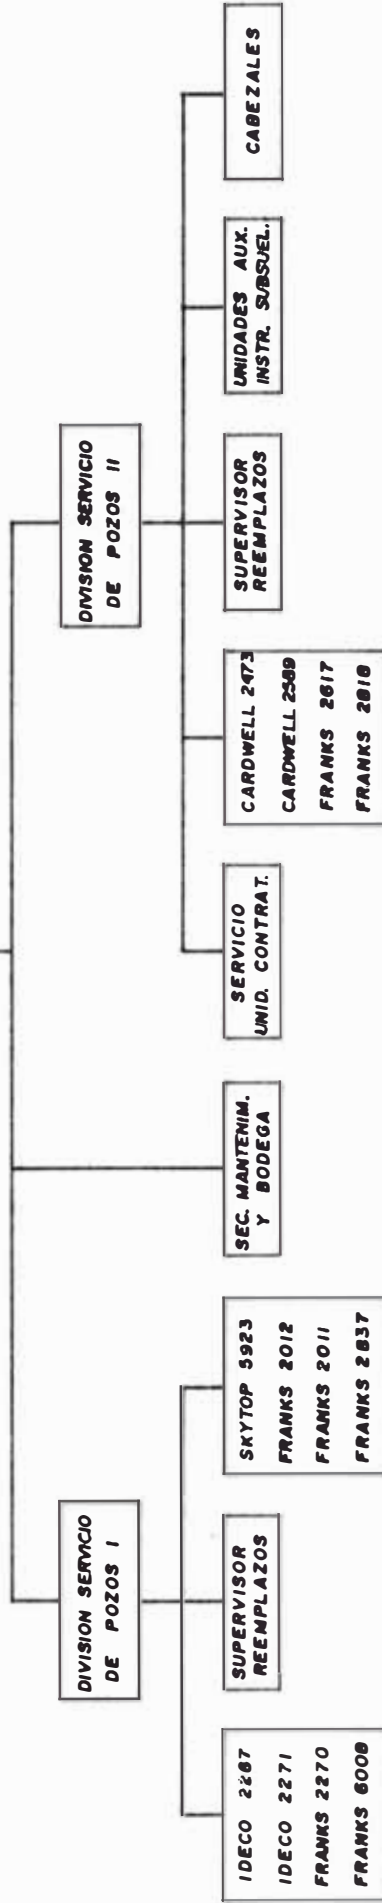 DIVISION SERVICIO
DE POZOS I
DIVISION SERVICIO
DE POZOS II
IDECO 2267
IDECO 2271
FRANKS 2270
FRANKS 6008
SUPERVISOR
REEMPLAZOS
SKYTOP 5923
FRANKS 2012
FRANKS 2011
FRANKS 2837
SEC. MANTENIM.
Y BODEGA
SERVICIO
UNID. CONTRAT.
CARDWELL 2473
CARDWELL 2589
FRANKS 2617
FRANKS 2818
SUPERVISOR
REEMPLAZOS
UNIDADES AUX.
INSTR. SUBSUEL.
CABEZALES